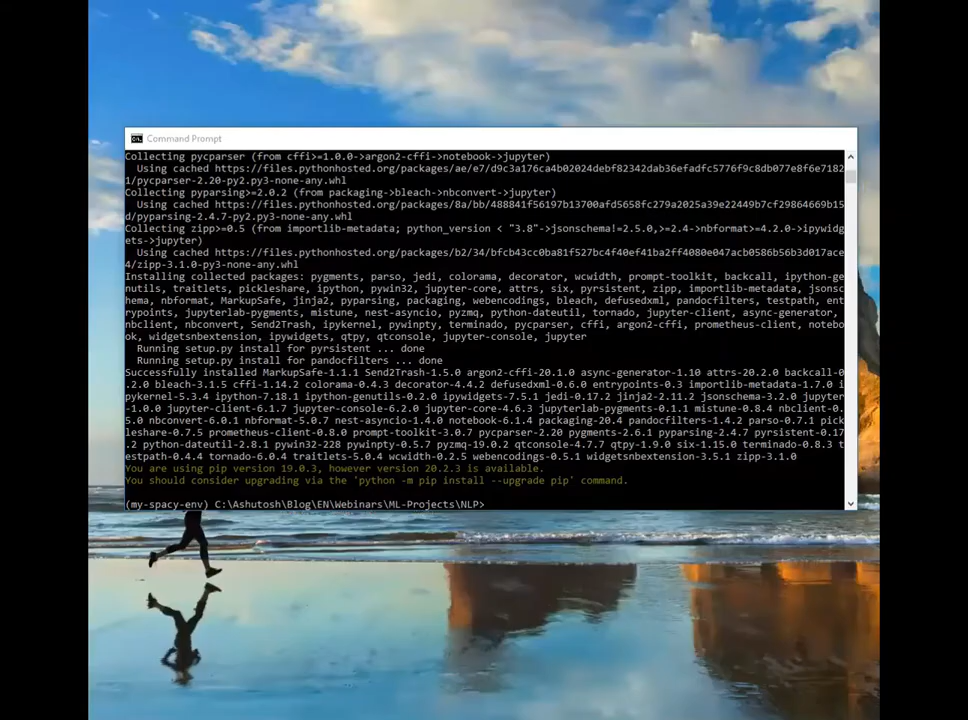 Command Prompt
Collecting pycparser (from cffi>=1.0.0->argon2-cffi->notebook->jupyter)
Using cached https://files.pythonhosted.org/packages/ae/e7/d9c3a176ca4b02024debf82342dab36efadfc5776f9c8db077e8f6e7182
1/pycparser-2.20-py2.py3-none-any.whl
Collecting pyparsing>=2.0.2 (from packaging->bleach->nbconvert->jupyter)
Using cached https://files.pythonhosted.org/packages/8a/bb/488841f56197b13700afd5658fc279a2025a39e22449b7cf29864669b15
d/pyparsing-2.4.7-py2.py3-none-any.whl
Collecting zipp>=0.5 (from importlib-metadata; python_version < "3.8"->jsonschema!=2.5.0,>=2.4->nbformat>=4.2.0->ipywidg
ets->jupyter)
Using cached https://files.pythonhosted.org/packages/b2/34/bfcb43cc0ba81f527bc4f40ef41ba2ff4080e047acb0586b56b3d017ace
4/zipp-3.1.0-py3-none-any.whl
Installing collected packages: pygments, parso, jedi, colorama, decorator, wcwidth, prompt-toolkit, backcall, ipython-ge
nutils, traitlets, pickleshare, ipython, pywin32, jupyter-core, attrs, six, pyrsistent, zipp, importlib-metadata, jsonsc
hema, nbformat, MarkupSafe, jinja2, pyparsing, packaging, webencodings, bleach, defusedxml, pandocfilters, testpath, ent
rypoints, jupyterlab-pygments, mistune, nest-asyncio, pyzmq, python-dateutil, tornado, jupyter-client, async-generator,
nbclient, nbconvert, Send2Trash, ipykernel, pywinpty, terminado, pycparser, cffi, argon2-cffi, prometheus-client, notebo
ok, widgetsnbextension, ipywidgets, qtpy, qtconsole, jupyter-console, jupyter
Running setup.py install for pyrsistent ... done
Running setup.py install for pandocfilters ... done
Successfully installed MarkupSafe-1.1.1 Send2Trash-1.5.0 argon2-cffi-20.1.0 async-generator-1.10 attrs-20.2.0 backcall-0
.2.0 bleach-3.1.5 cffi-1.14.2 colorama-0.4.3 decorator-4.4.2 defusedxml-0.6.0 entrypoints-0.3 importlib-metadata-1.7.0 i
pykernel-5.3.4 ipython-7.18.1 ipython-genutils-0.2.0 ipywidgets-7.5.1 jedi-0.17.2 jinja2-2.11.2 jsonschema-3.2.0 jupyter
-1.0.0 jupyter-client-6.1.7 jupyter-console-6.2.0 jupyter-core-4.6.3 jupyterlab-pygments-0.1.1 mistune-0.8.4 nbclient-0.
5.0 nbconvert-6.0.1 nbformat-5.0.7 nest-asyncio-1.4.0 notebook-6.1.4 packaging-20.4 pandocfilters-1.4.2 parso-0.7.1 pick
leshare-0.7.5 prometheus-client-0.8.0 prompt-toolkit-3.0.7 pycparser-2.20 pygments-2.6.1 pyparsing-2.4.7 pyrsistent-0.17
.2 python-dateutil-2.8.1 pywin32-228 pywinpty-0.5.7 pyzmq-19.0.2 qtconsole-4.7.7 qtpy-1.9.0 six-1.15.0 terminado-0.8.3 t
estpath-0.4.4 tornado-6.0.4 traitlets-5.0.4 wcwidth-0.2.5 webencodings-0.5.1 widgetsnbextension-3.5.1 zipp-3.1.0
You are using pip version 19.0.3, however version 20.2.3 is available.
You should consider upgrading via the 'python -m pip install --upgrade pip' command.
(my-spacy-env) C:\Ashutosh\Blog\EN\Webinars\ML-Projects\NLP>